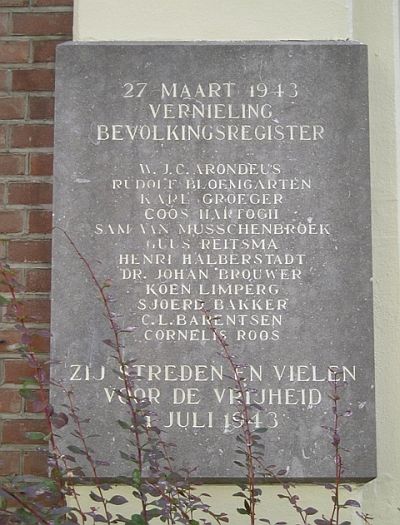 27 MAART 1943
VERNIELING
BEVOLKINGSREGISTER
W.J.C. ARONDEUS
RUDOLF BLOEMGARTEN
KARL GROEGER
COOS HARTOGH
SAM VAN MUSSCHENBROEK
GUUS REITSMA
HENRI HALBERSTADT
DR. JOHAN BROUWER
KOEN LIMPERG
SJOERD BAKKER
C.L. BARENTSEN
CORNELIS ROOS
ZIJ STREDEN EN VIELEN
VOOR DE VRIJHEID
1 JULI 1943